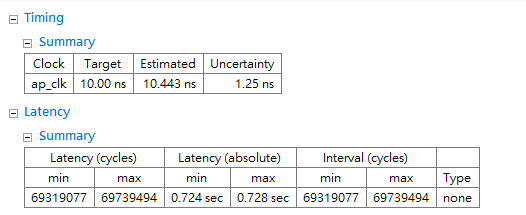 Timing
Summary
Clock Target Estimated Uncertainty
ap_clk 10.00 ns 10.443 ns 1.25 ns
Latency
Summary
Latency (cycles) Latency (absolute) Interval (cycles)
min max min max min max Type
69319077 69739494 0.724 sec 0.728 sec 69319077 69739494 none